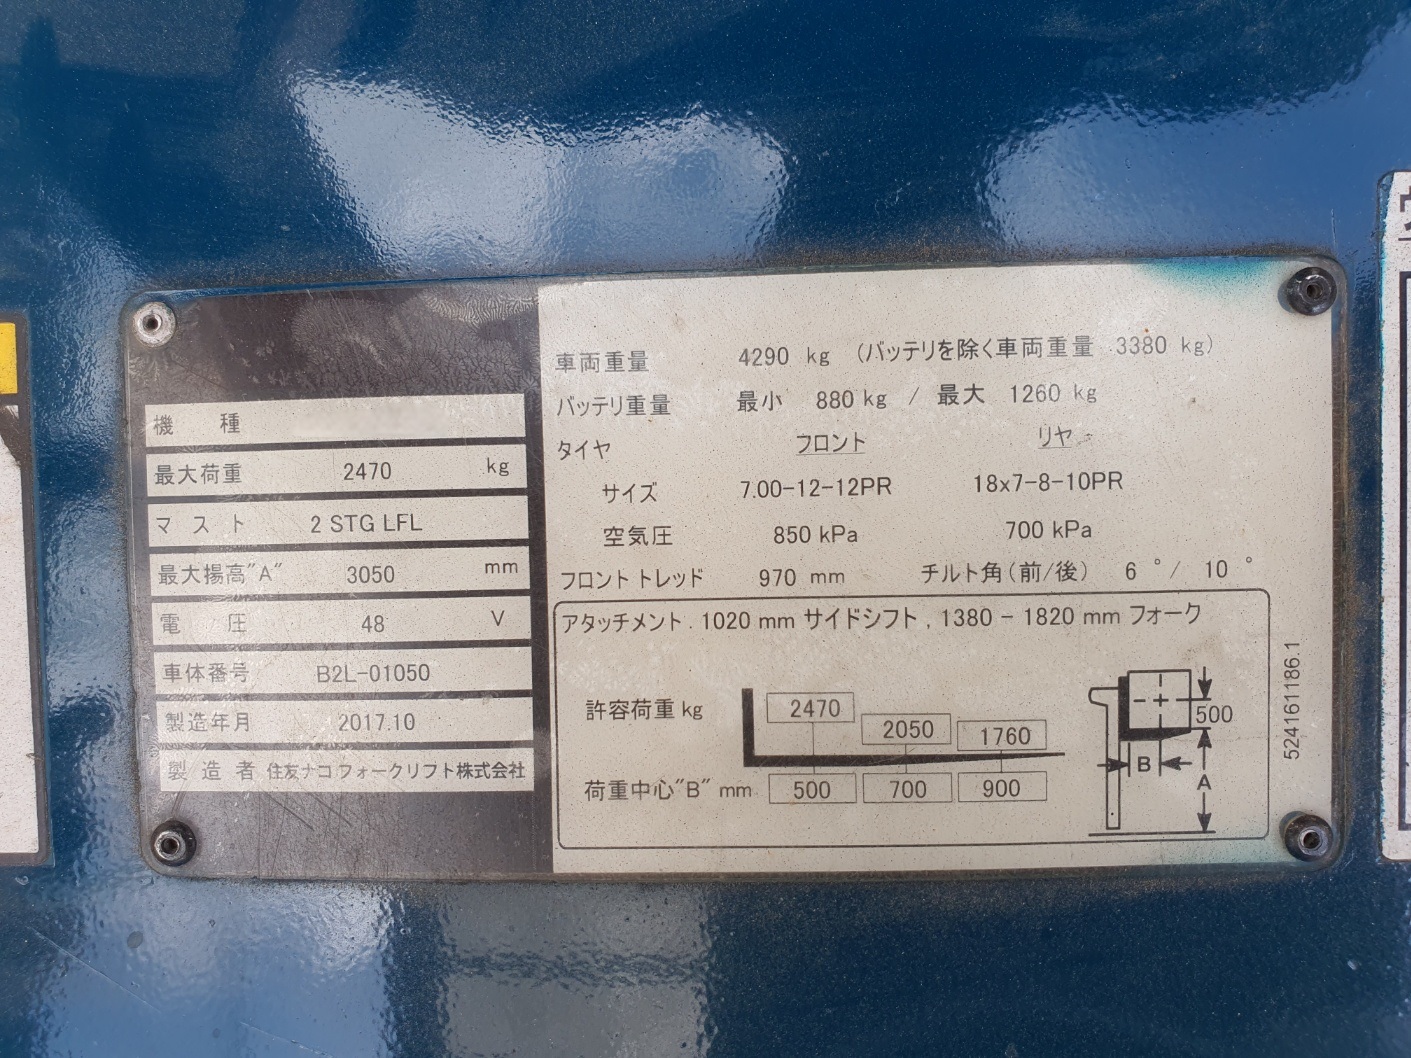 機 種
最大荷重 2470 kg
マスト 2 STG LFL
最大揚高"A" 3050 mm
電 圧 48 V
車体番号 B2L-01050
製造年月 2017.10
製造者 住友ナコ フォークリフト株式会社
車両重量 4290 kg (バッテリを除く車両重量 3380 kg)
バッテリ重量 最小 880 kg / 最大 1260 kg
タイヤ フロント リヤ
サイズ 7.00-12-12PR 18x7-8-10PR
空気圧 850 kPa 700 kPa
フロント トレッド 970 mm チルト角(前/後) 6 ° / 10 °
アタッチメント. 1020 mm サイドシフト, 1380 - 1820 mm フォーク
許容荷重 kg 2470 2050 1760
荷重中心"B" mm 500 700 900
500
B
A
524161186.1